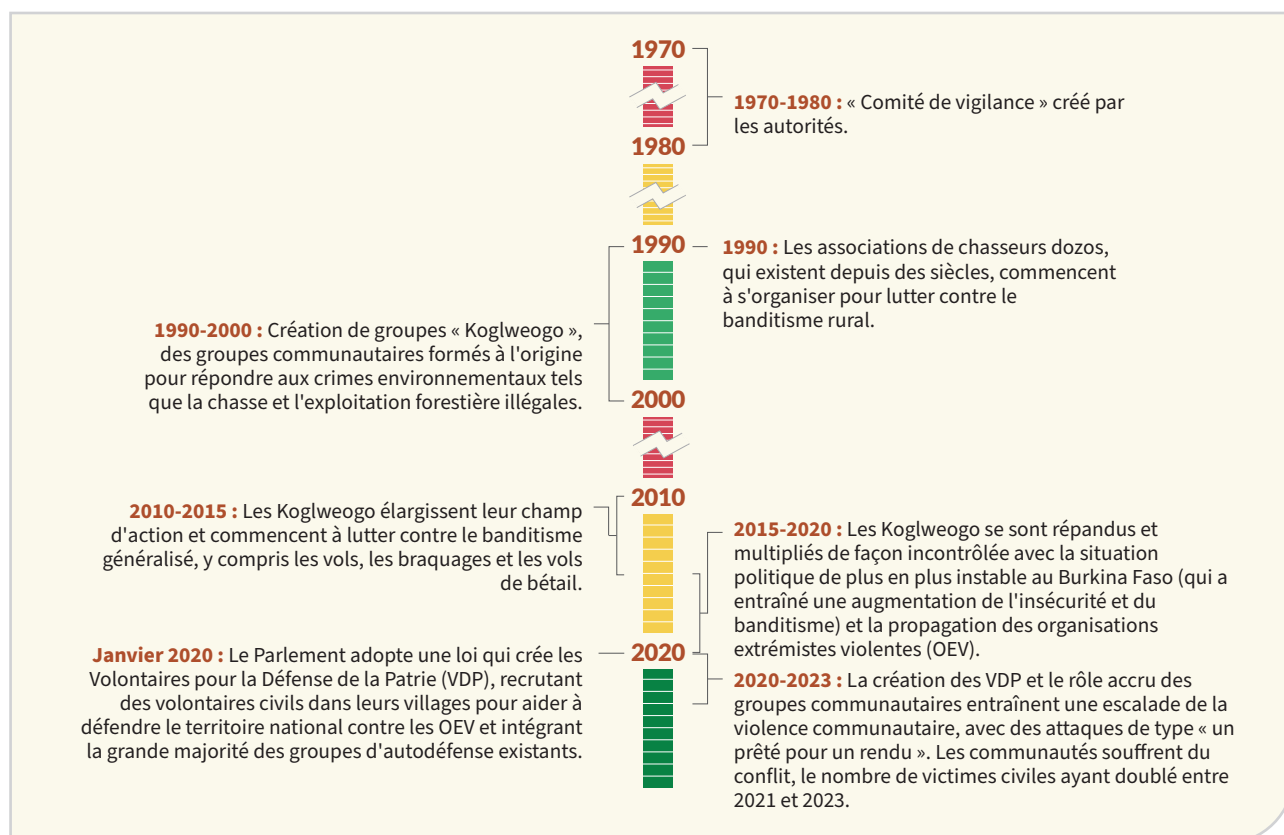 1970
1970-1980 : « Comité de vigilance » créé par
les autorités.
1980
1990
1990 : Les associations de chasseurs dozos,
qui existent depuis des siècles, commencent
à s'organiser pour lutter contre le
banditisme rural.
1990-2000 : Création de groupes « Koglweogo »,
des groupes communautaires formés à l'origine
pour répondre aux crimes environnementaux tels
que la chasse et l'exploitation forestière illégales.
2000
2010
2010-2015 : Les Koglweogo élargissent leur champ
d'action et commencent à lutter contre le banditisme
généralisé, y compris les vols, les braquages et les vols
de bétail.
2015-2020 : Les Koglweogo se sont répandus et
multipliés de façon incontrôlée avec la situation
politique de plus en plus instable au Burkina Faso (qui a
entraîné une augmentation de l'insécurité et du
banditisme) et la propagation des organisations
extrémistes violentes (OEV).
2020
Janvier 2020 : Le Parlement adopte une loi qui crée les
Volontaires pour la Défense de la Patrie (VDP), recrutant
des volontaires civils dans leurs villages pour aider à
défendre le territoire national contre les OEV et intégrant
la grande majorité des groupes d'autodéfense existants.
2020-2023 : La création des VDP et le rôle accru des
groupes communautaires entraînent une escalade de la
violence communautaire, avec des attaques de type « un
prêté pour un rendu ». Les communautés souffrent du
conflit, le nombre de victimes civiles ayant doublé entre
2021 et 2023.